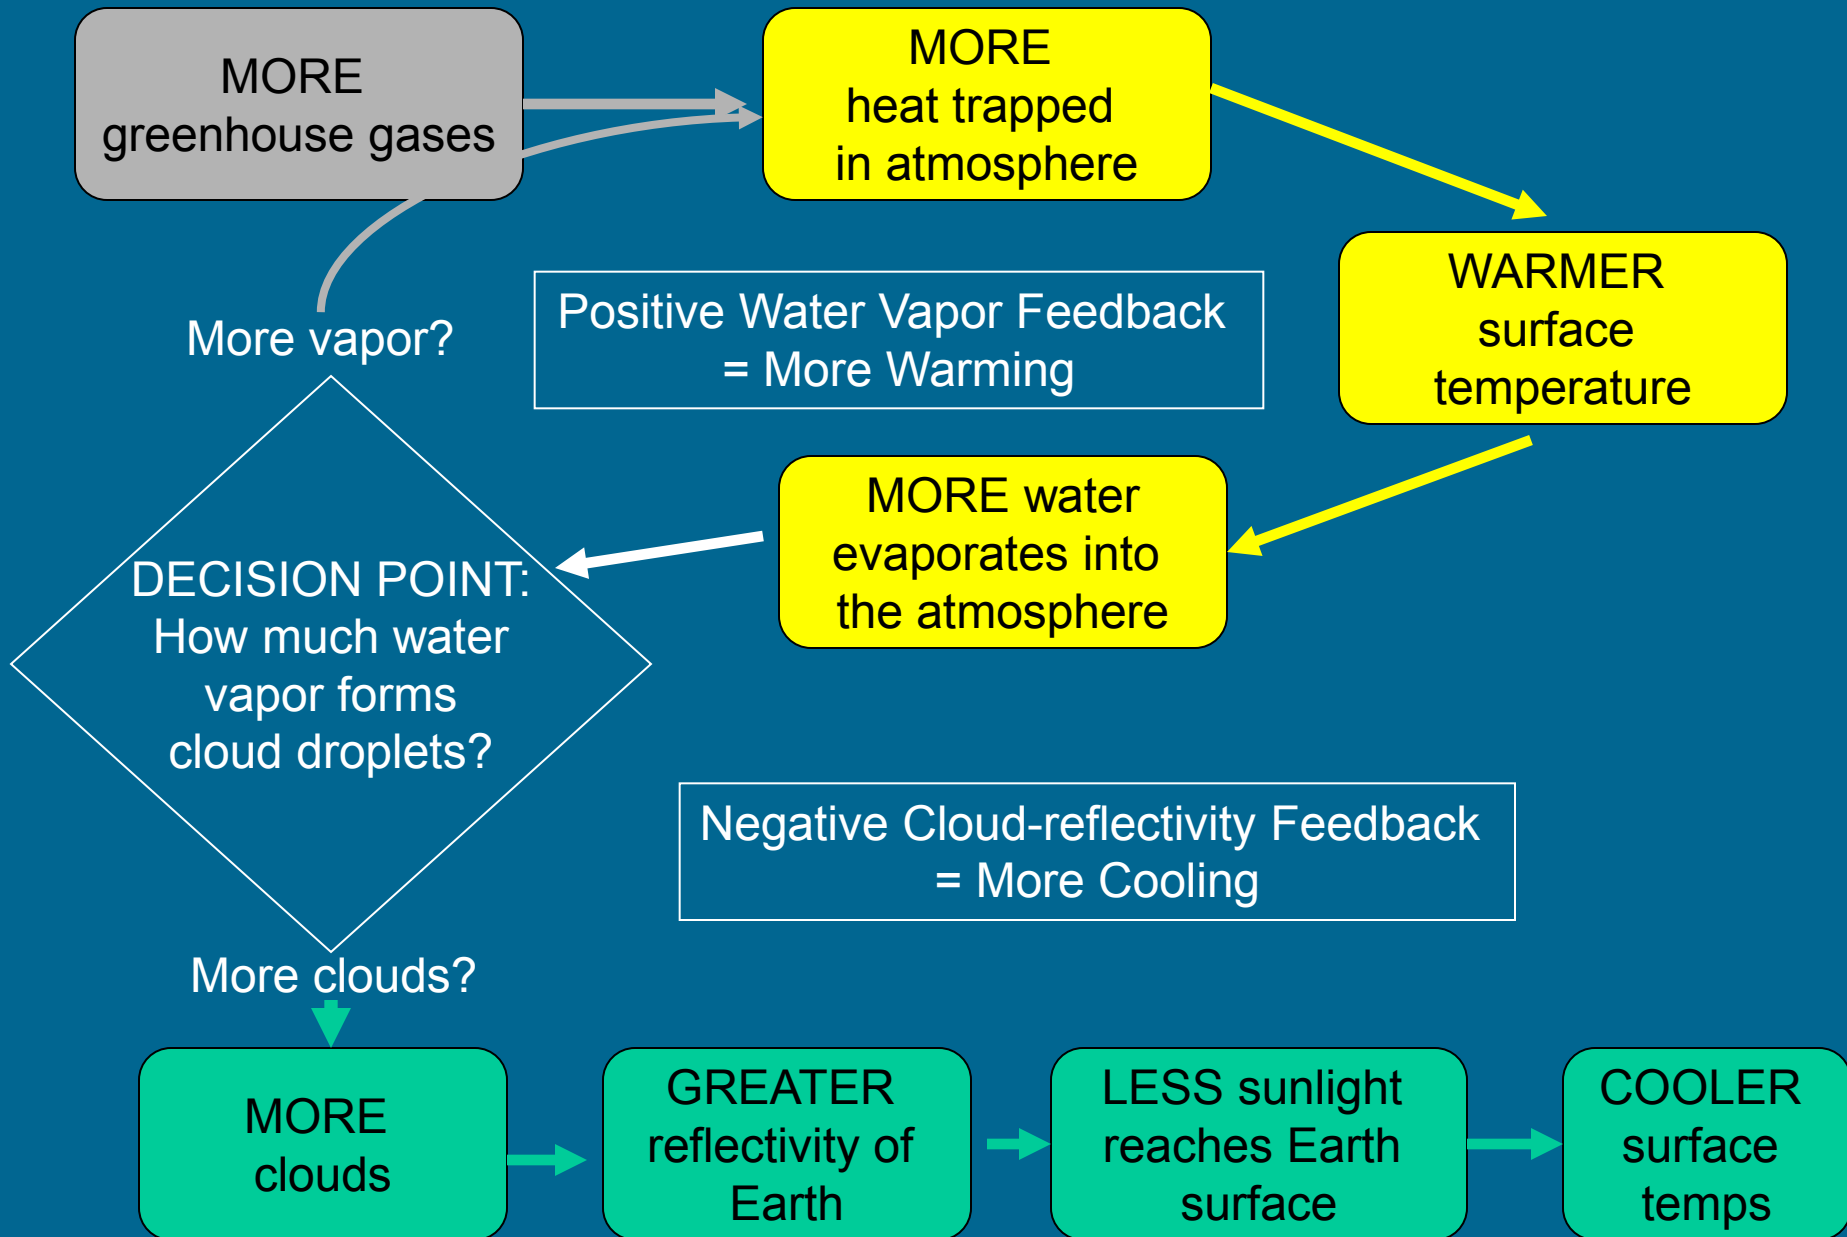 MORE
greenhouse gases
MORE
heat trapped
in atmosphere
WARMER
surface
temperature
More vapor?
Positive Water Vapor Feedback
= More Warming
MORE water
evaporates into
the atmosphere
DECISION POINT:
How much water
vapor forms
cloud droplets?
Negative Cloud-reflectivity Feedback
= More Cooling
More clouds?
MORE
clouds
GREATER
reflectivity of
Earth
LESS sunlight
reaches Earth
surface
COOLER
surface
temps